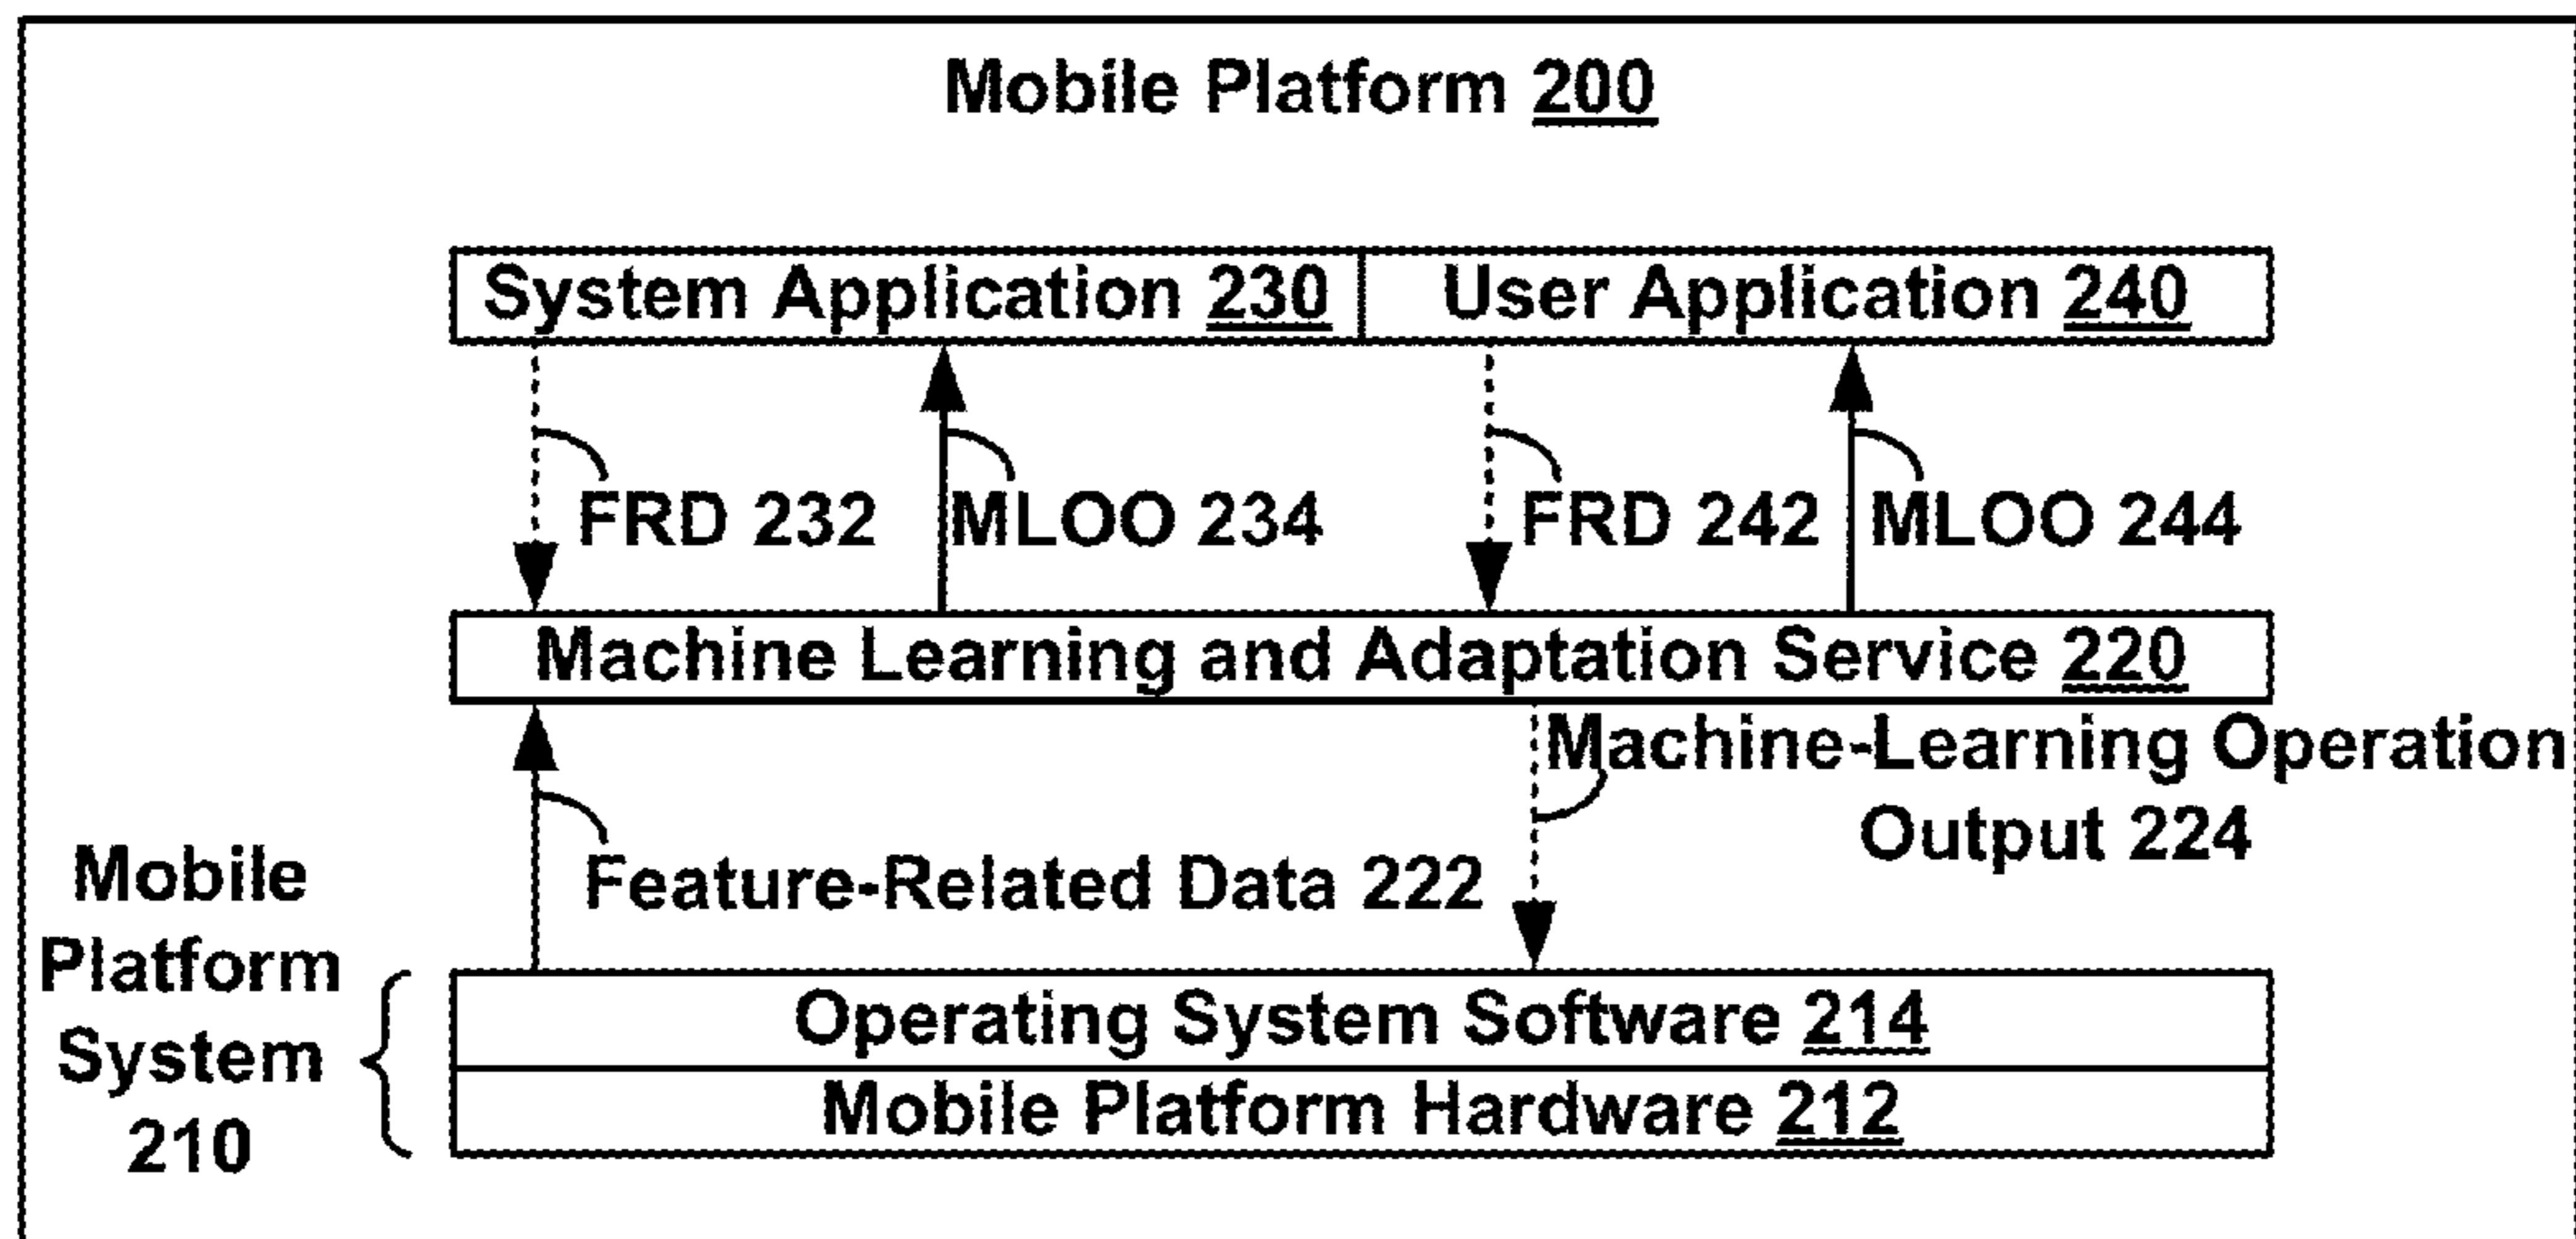 Mobile Platform 200
System Application 230
User Application 240
FRD 232
MLOO 234
FRD 242
MLOO 244
Machine Learning and Adaptation Service 220
Machine-Learning Operation
Output 224
Feature-Related Data 222
Mobile
Platform
System
210
Operating System Software 214
Mobile Platform Hardware 212